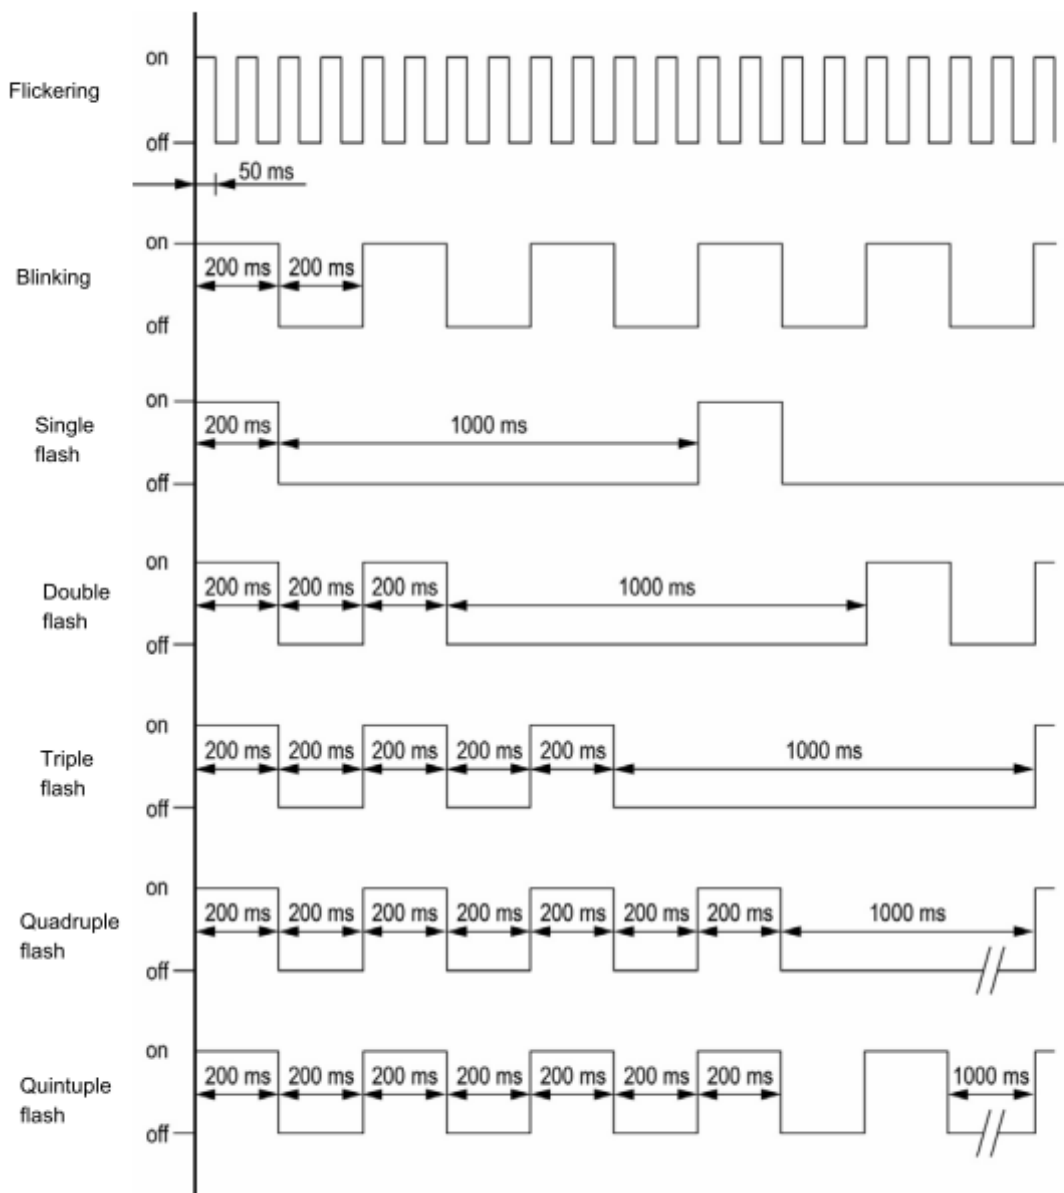 on
Flickering
off
50 ms
on
200 ms 200 ms
Blinking
off
on
Single
flash
200 ms 1000 ms
off
on
Double
flash
200 ms 200 ms 200 ms 1000 ms
off
on
Triple
flash
200 ms 200 ms 200 ms 200 ms 200 ms 1000 ms
off
on
Quadruple
flash
200 ms 200 ms 200 ms 200 ms 200 ms 200 ms 200 ms 1000 ms
off
on
Quintuple
flash
200 ms 200 ms 200 ms 200 ms 200 ms 200 ms 200 ms 1000 ms
off